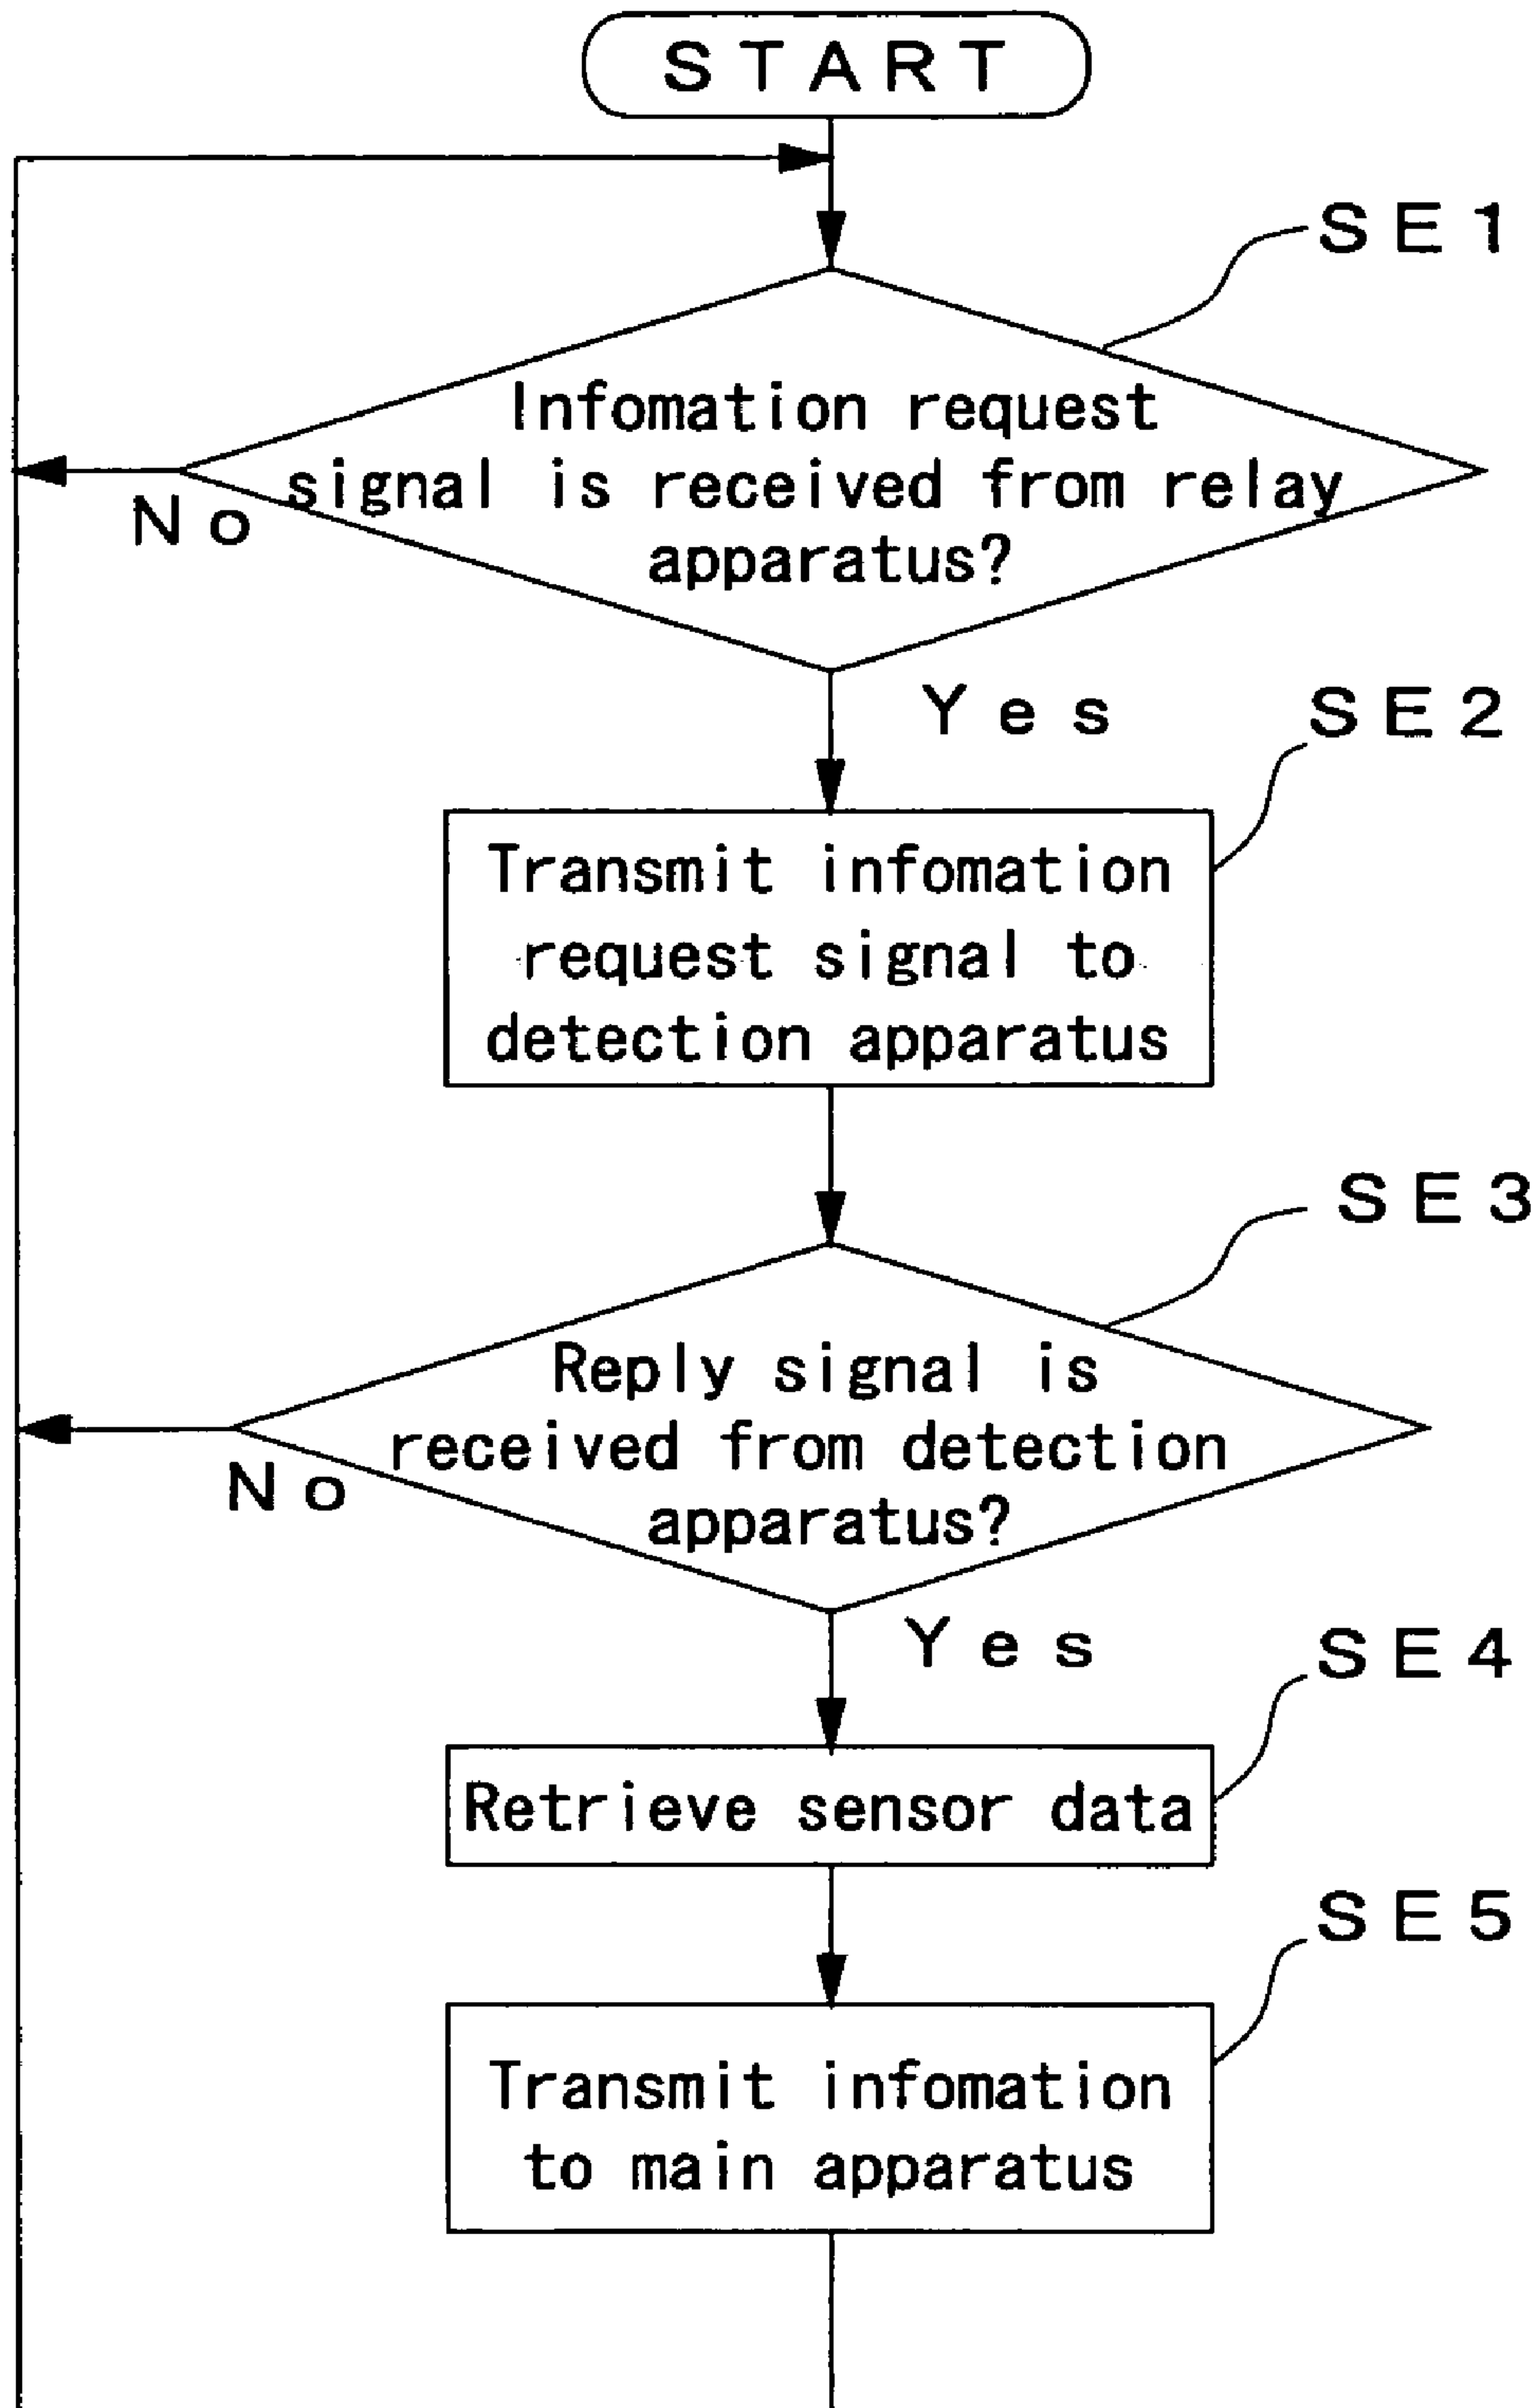 START
SE1
Infomation request
signal is received from relay
apparatus?
No
Yes
SE2
Transmit infomation
request signal to
detection apparatus
SE3
Reply signal is
received from detection
apparatus?
No
Yes
SE4
Retrieve sensor data
SE5
Transmit infomation
to main apparatus